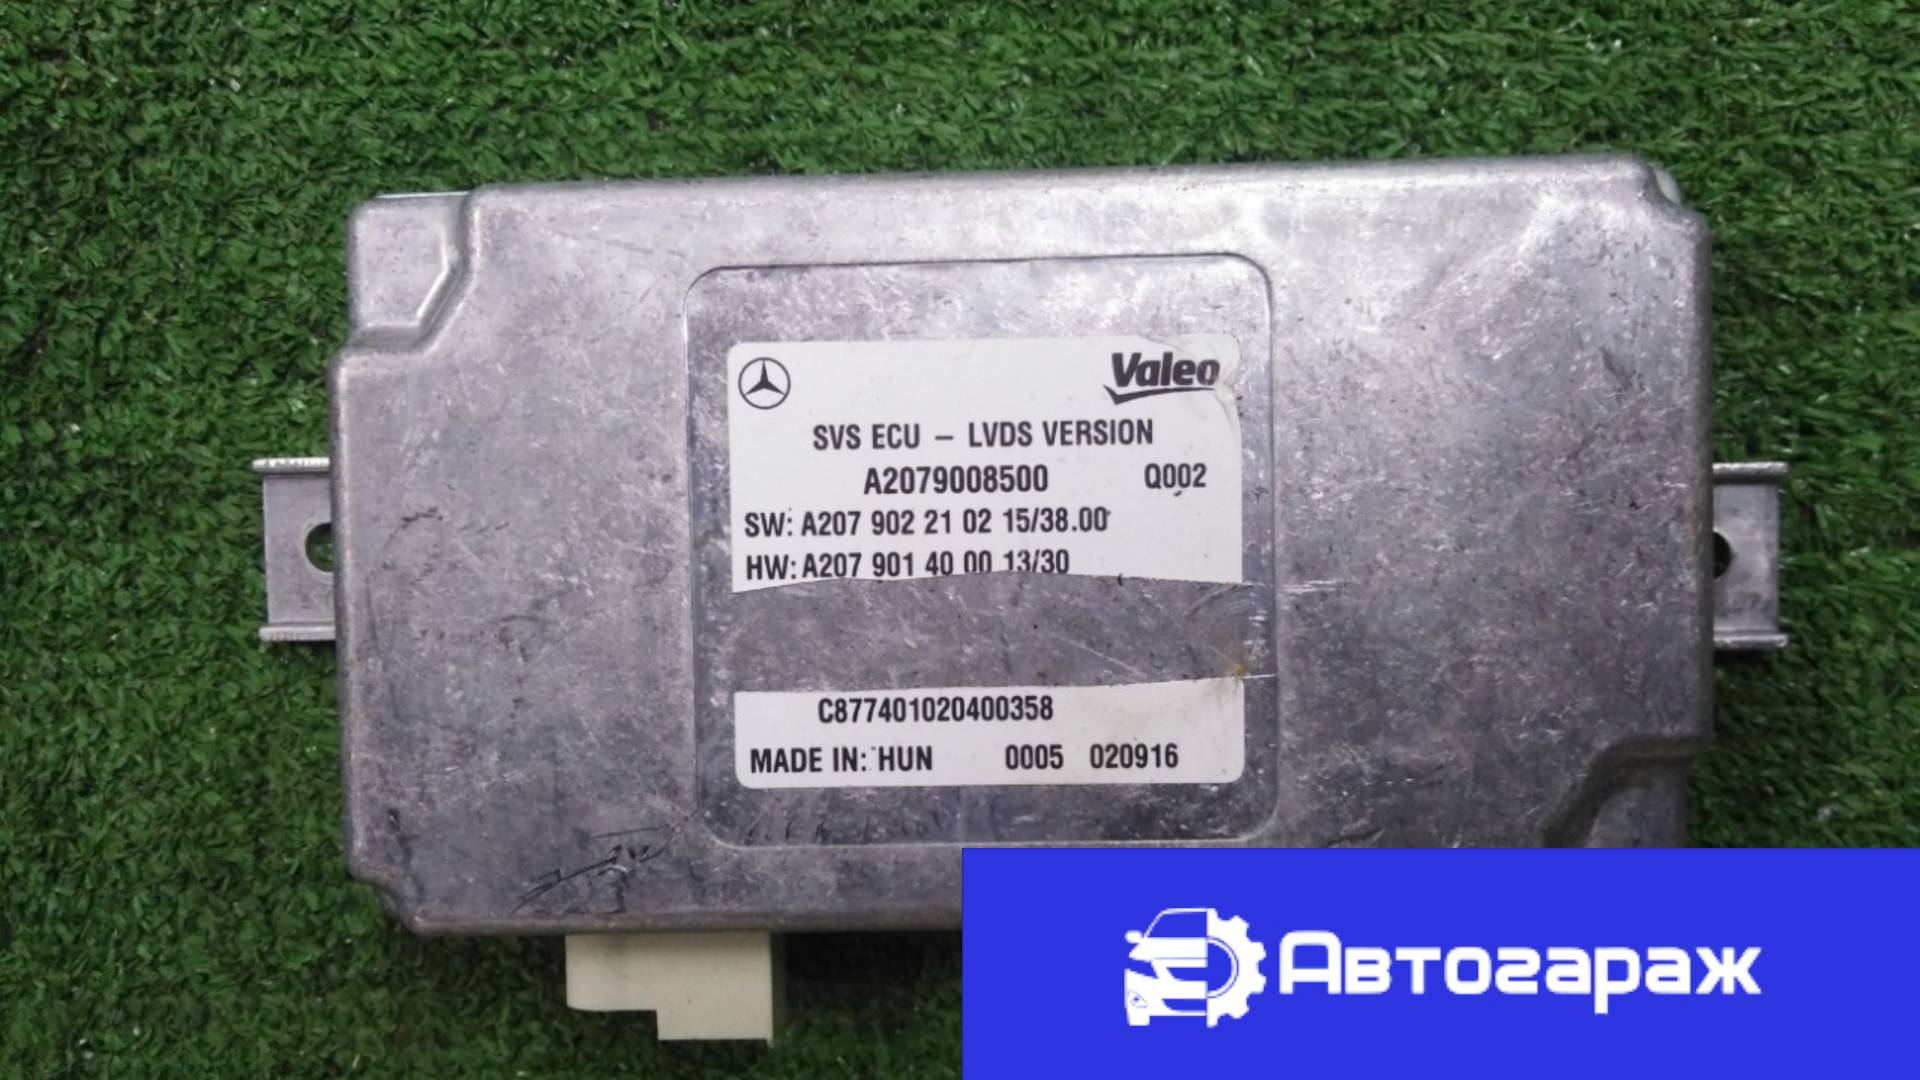 Valeo
SVS ECU – LVDS VERSION
A2079008500 Q002
SW: A207 902 21 02 15/38.00
HW: A207 901 40 00 13/30
C877401020400358
MADE IN: HUN 0005 020916
Автогараж